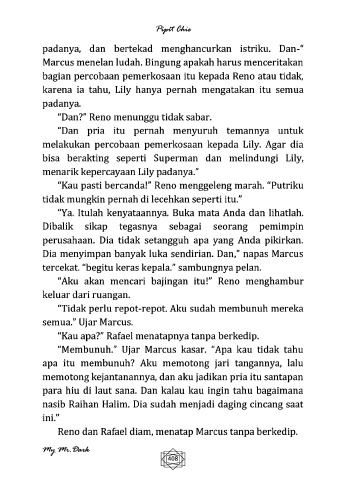 Pipit Chie
padanya, dan bertekad menghancurkan istriku. Dan-“
Marcus menelan ludah. Bingung apakah harus menceritakan
bagian percobaan pemerkosaan itu kepada Reno atau tidak,
karena ia tahu, Lily hanya pernah mengatakan itu semua
padanya.
“Dan?” Reno menunggu tidak sabar.
“Dan pria itu pernah menyuruh temannya untuk
melakukan percobaan pemerkosaan kepada Lily. Agar dia
bisa berakting seperti Superman dan melindungi Lily,
menarik kepercayaan Lily padanya.”
“Kau pasti bercanda!” Reno menggeleng marah. “Putriku
tidak mungkin pernah di lecehkan seperti itu.”
“Ya. Itulah kenyataannya. Buka mata Anda dan lihatlah.
Dibalik sikap tegasnya sebagai seorang pemimpin
perusahaan. Dia tidak setangguh apa yang Anda pikirkan.
Dia menyimpan banyak luka sendirian. Dan,” napas Marcus
tercekat. “begitu keras kepala.” sambungnya pelan.
“Aku akan mencari bajingan itu!” Reno menghambur
keluar dari ruangan.
“Tidak perlu repot-repot. Aku sudah membunuh mereka
semua.” Ujar Marcus.
“Kau apa?” Rafael menatapnya tanpa berkedip.
“Membunuh.” Ujar Marcus kasar. “Apa kau tidak tahu
apa itu membunuh? Aku memotong jari tangannya, lalu
memotong kejantanannya, dan aku jadikan pria itu santapan
para hiu di laut sana. Dan kalau kau ingin tahu bagaimana
nasib Raihan Halim. Dia sudah menjadi daging cincang saat
ini.”
Reno dan Rafael diam, menatap Marcus tanpa berkedip.
My Mr. Dark
408